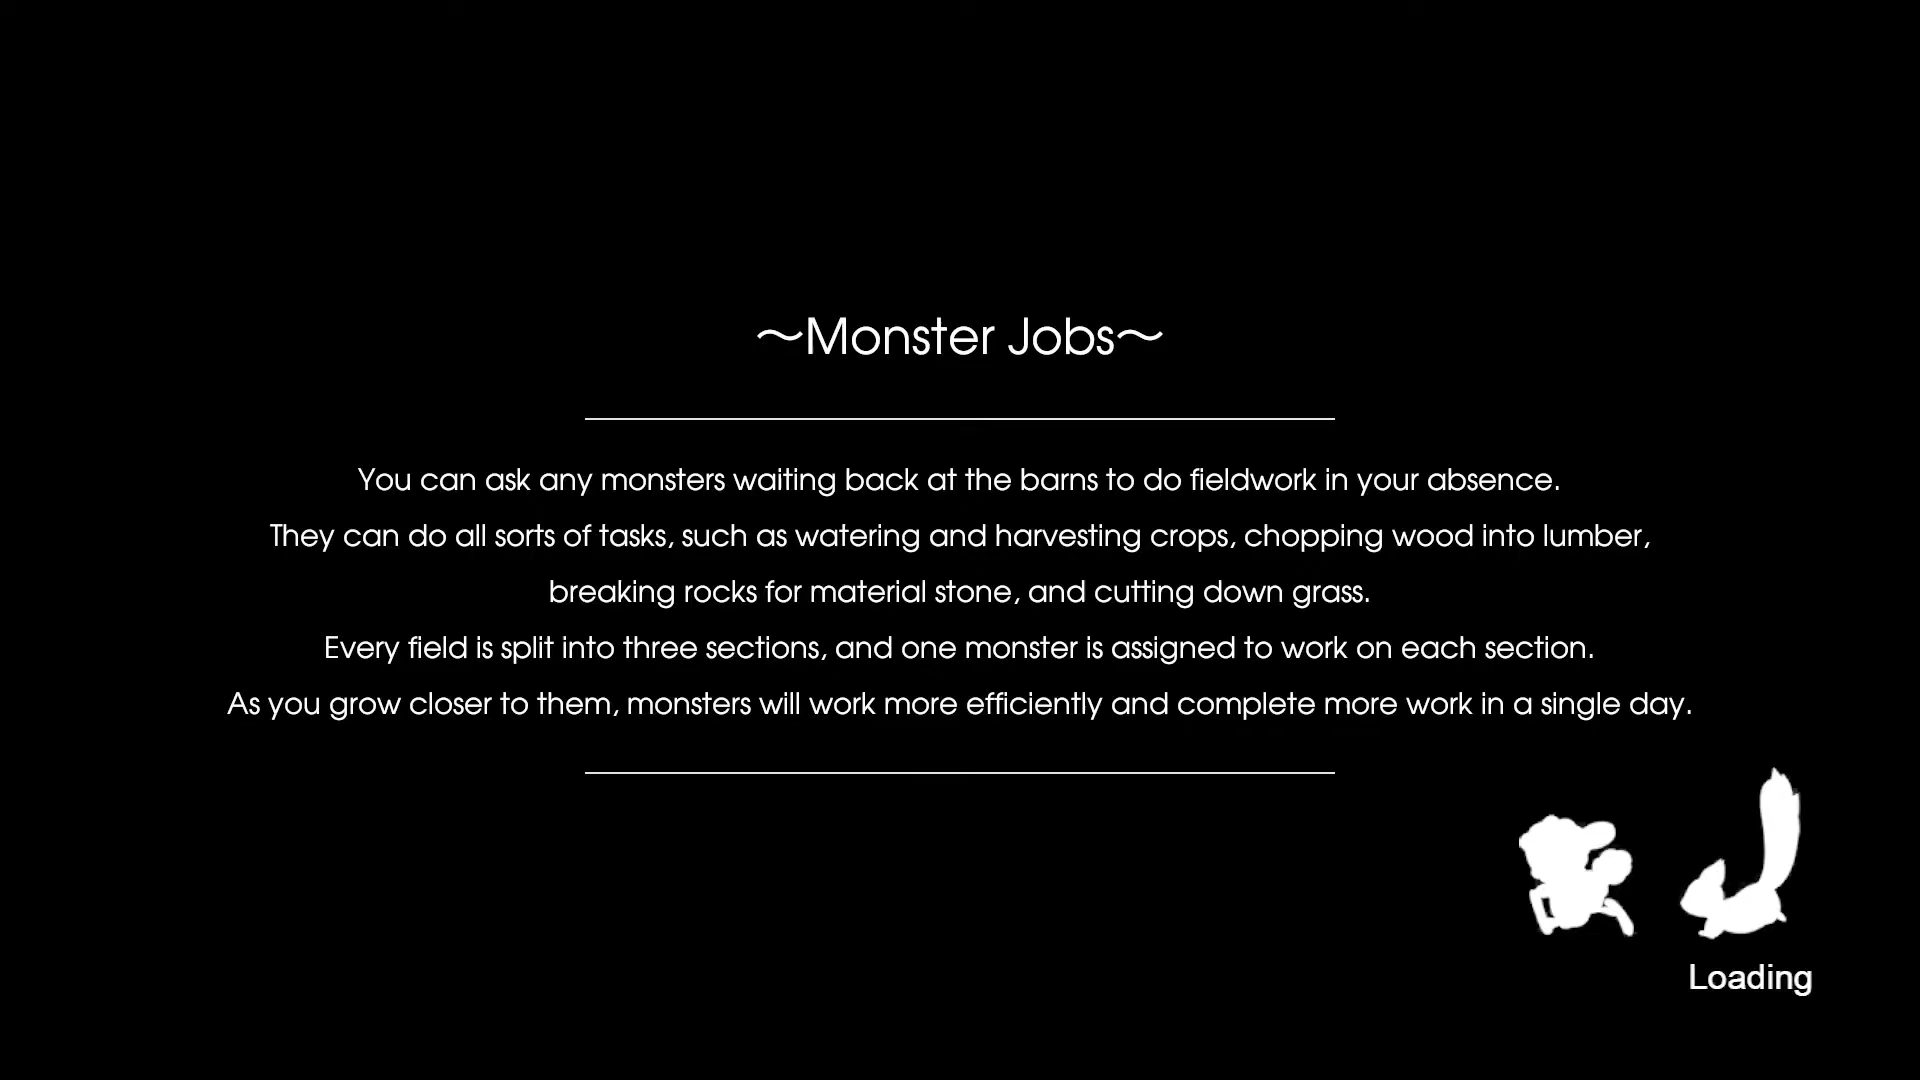 ～Monster Jobs～
You can ask any monsters waiting back at the barns to do fieldwork in your absence.
They can do all sorts of tasks, such as watering and harvesting crops, chopping wood into lumber,
breaking rocks for material stone, and cutting down grass.
Every field is split into three sections, and one monster is assigned to work on each section.
As you grow closer to them, monsters will work more efficiently and complete more work in a single day.
Loading